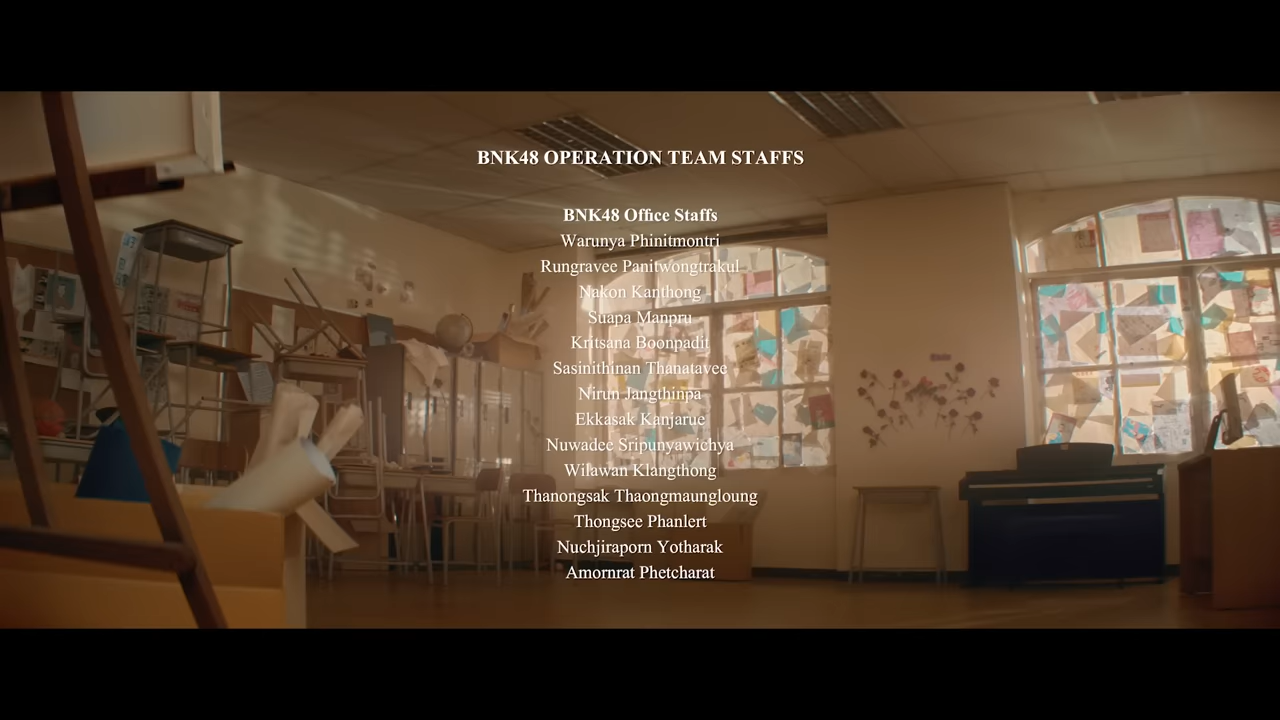 BNK48 OPERATION TEAM STAFFS
BNK48 Office Staffs
Warunya Phinitmontri
Rungravee Panitwongtrakul
Nakon Kanthong
Suapa Manpru
Kritsana Boonpadit
Sasinithinan Thanatavee
Nirun Jangthinpa
Ekkasak Kanjarue
Nuwadee Sripunyawichya
Wilawan Klangthong
Thanongsak Thaongmaungloung
Thongsee Phanlert
Nuchjiraporn Yotharak
Amornrat Phetcharat